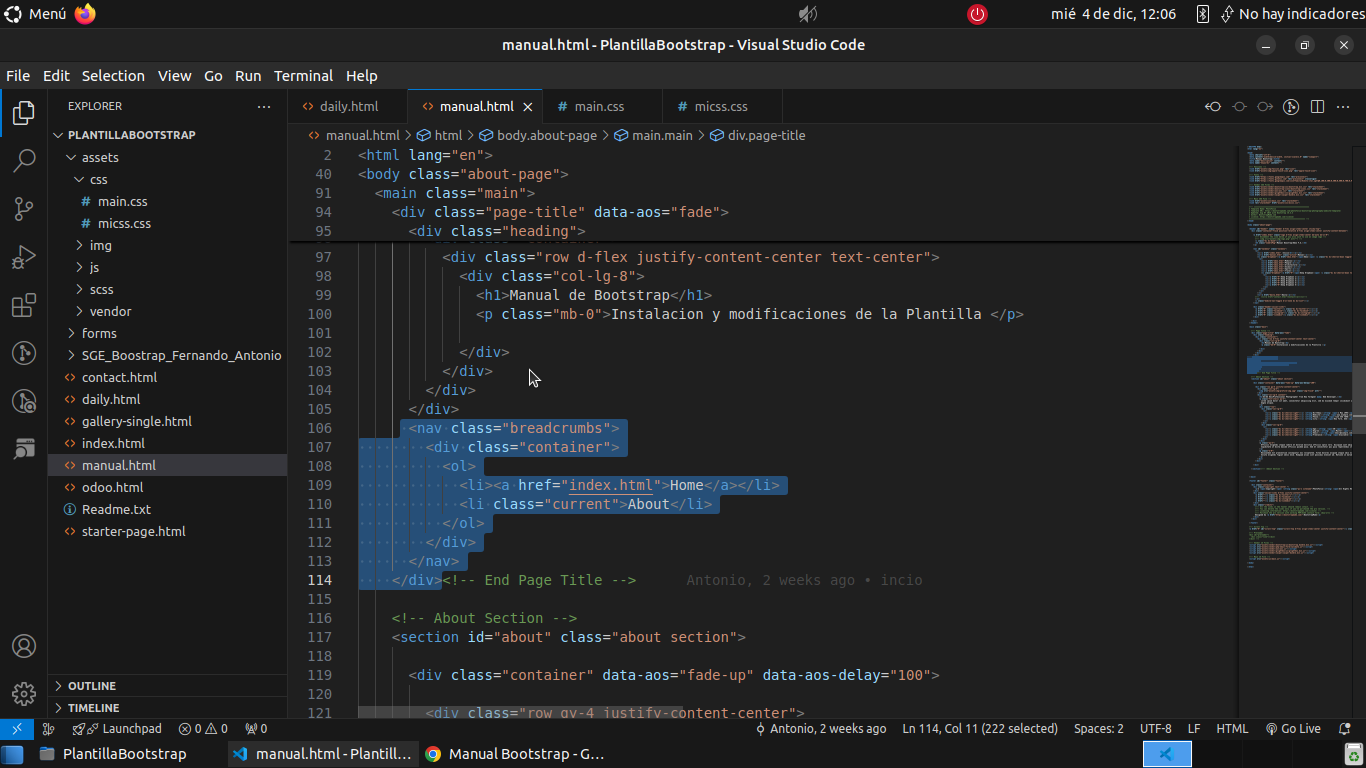 Menú
mié 4 de dic, 12:06
No hay indicadores
manual.html - PlantillaBootstrap - Visual Studio Code
File Edit Selection View Go Run Terminal Help
EXPLORER
daily.html
manual.html
# main.css
# micss.css
PLANTILLABOOTSTRAP
manual.html > html > body.about-page > main.main > div.page-title
assets
css
# main.css
# micss.css
img
js
scss
vendor
forms
SGE_Boostrap_Fernando_Antonio
contact.html
daily.html
gallery-single.html
index.html
manual.html
odoo.html
Readme.txt
starter-page.html
OUTLINE
TIMELINE
2 <html lang="en">
40 <body class="about-page">
91 <main class="main">
94 <div class="page-title" data-aos="fade">
95 <div class="heading">
97 <div class="row d-flex justify-content-center text-center">
98 <div class="col-lg-8">
99 <h1>Manual de Bootstrap</h1>
100 <p class="mb-0">Instalacion y modificaciones de la Plantilla </p>
101
102 </div>
103 </div>
104 </div>
105 </div>
106 <nav class="breadcrumbs">
107 <div class="container">
108 <ol>
109 <li><a href="index.html">Home</a></li>
110 <li class="current">About</li>
111 </ol>
112 </div>
113 </nav>
114 </div><!-- End Page Title --> Antonio, 2 weeks ago • incio
115
116 <!-- About Section -->
117 <section id="about" class="about section">
118
119 <div class="container" data-aos="fade-up" data-aos-delay="100">
120
121 <div class="row gy-4 justify-content-center">
Launchpad
0 0
0
Antonio, 2 weeks ago
Ln 114, Col 11 (222 selected)
Spaces: 2
UTF-8
LF
HTML
Go Live
PlantillaBootstrap
manual.html - Plantill...
Manual Bootstrap - G...